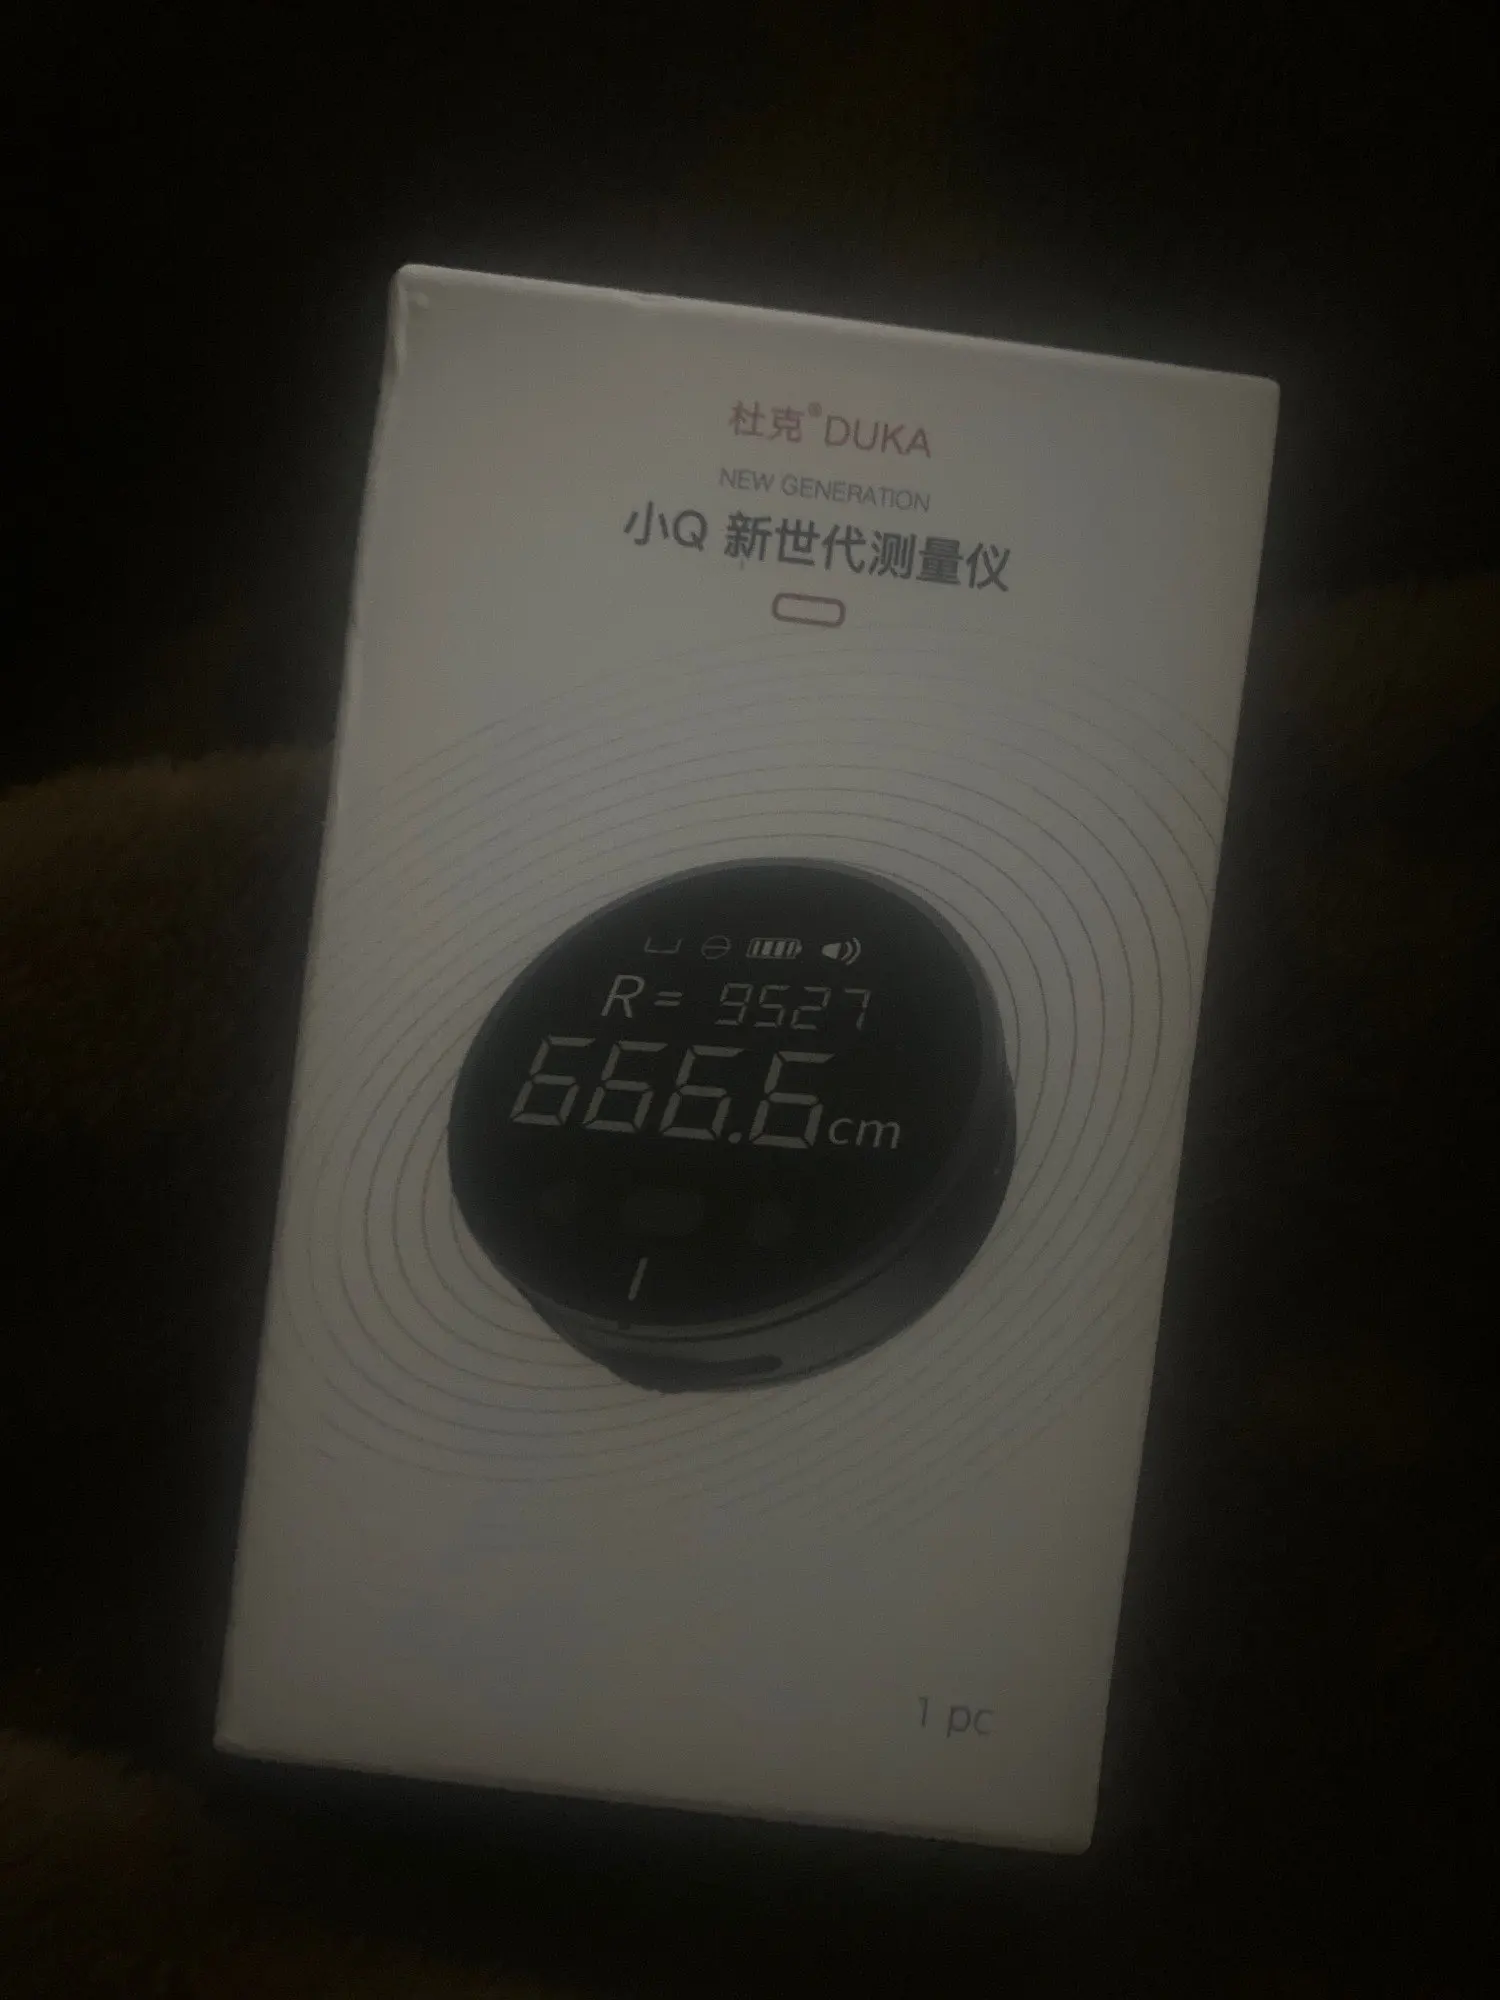 杜克®DUKA
NEW GENERATION
小Q 新世代测量仪
R= 9527
666.6cm
1 pc